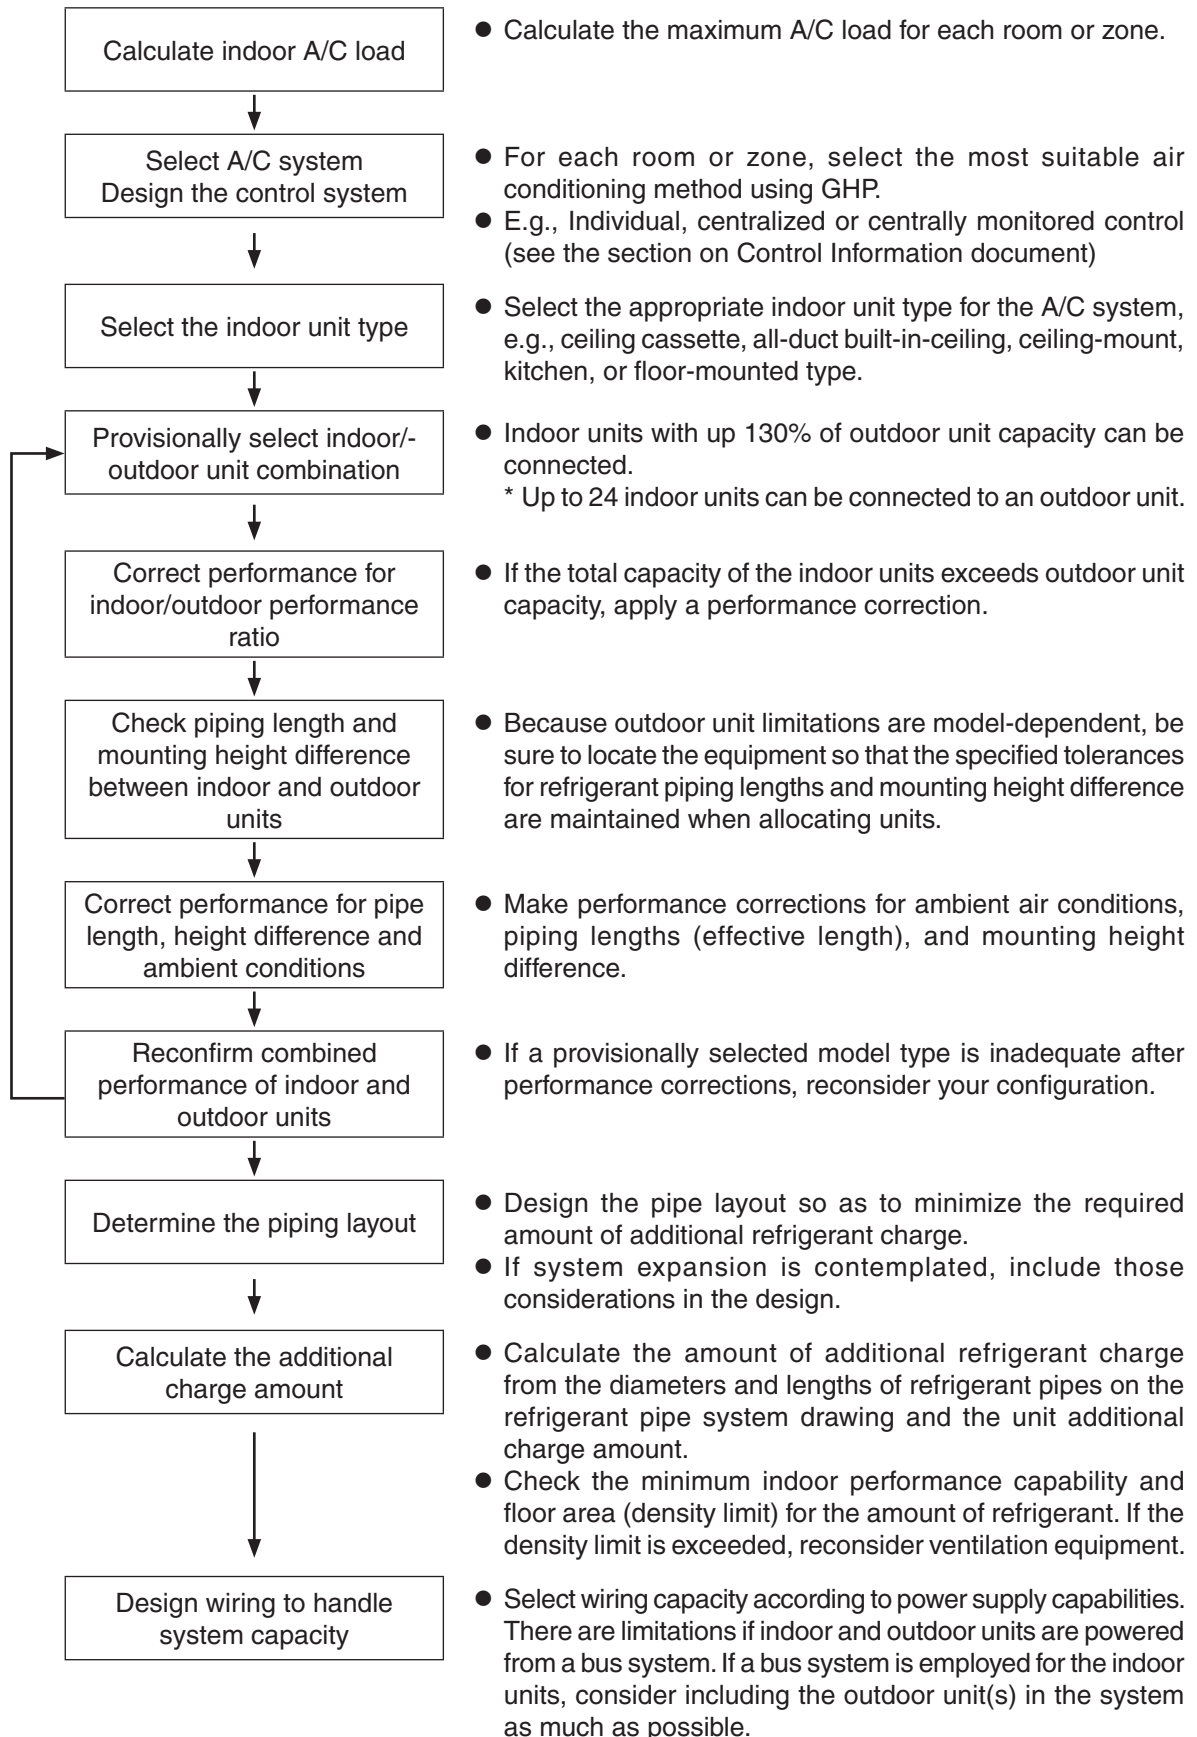 Calculate indoor A/C load
● Calculate the maximum A/C load for each room or zone.
Select A/C system
Design the control system
● For each room or zone, select the most suitable air
conditioning method using GHP.
● E.g., Individual, centralized or centrally monitored control
(see the section on Control Information document)
Select the indoor unit type
● Select the appropriate indoor unit type for the A/C system,
e.g., ceiling cassette, all-duct built-in-ceiling, ceiling-mount,
kitchen, or floor-mounted type.
Provisionally select indoor/-
outdoor unit combination
● Indoor units with up 130% of outdoor unit capacity can be
connected.
* Up to 24 indoor units can be connected to an outdoor unit.
Correct performance for
indoor/outdoor performance
ratio
● If the total capacity of the indoor units exceeds outdoor unit
capacity, apply a performance correction.
Check piping length and
mounting height difference
between indoor and outdoor
units
● Because outdoor unit limitations are model-dependent, be
sure to locate the equipment so that the specified tolerances
for refrigerant piping lengths and mounting height difference
are maintained when allocating units.
Correct performance for pipe
length, height difference and
ambient conditions
● Make performance corrections for ambient air conditions,
piping lengths (effective length), and mounting height
difference.
Reconfirm combined
performance of indoor and
outdoor units
● If a provisionally selected model type is inadequate after
performance corrections, reconsider your configuration.
Determine the piping layout
● Design the pipe layout so as to minimize the required
amount of additional refrigerant charge.
● If system expansion is contemplated, include those
considerations in the design.
Calculate the additional
charge amount
● Calculate the amount of additional refrigerant charge
from the diameters and lengths of refrigerant pipes on the
refrigerant pipe system drawing and the unit additional
charge amount.
● Check the minimum indoor performance capability and
floor area (density limit) for the amount of refrigerant. If the
density limit is exceeded, reconsider ventilation equipment.
Design wiring to handle
system capacity
● Select wiring capacity according to power supply capabilities.
There are limitations if indoor and outdoor units are powered
from a bus system. If a bus system is employed for the indoor
units, consider including the outdoor unit(s) in the system
as much as possible.